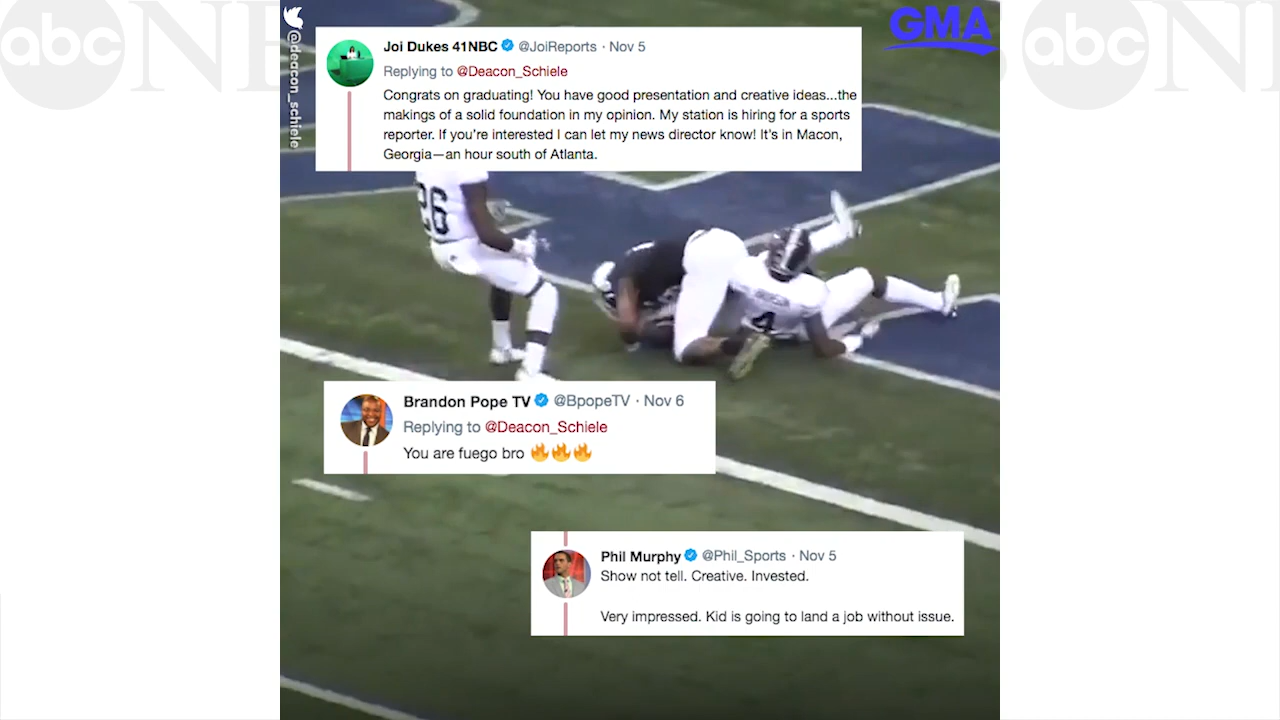 abc NE
@deacon_schiele
GMA
abc NE
Joi Dukes 41NBC @JoiReports · Nov 5
Replying to @Deacon_Schiele
Congrats on graduating! You have good presentation and creative ideas...the
makings of a solid foundation in my opinion. My station is hiring for a sports
reporter. If you're interested I can let my news director know! It's in Macon,
Georgia—an hour south of Atlanta.
26
4
Brandon Pope TV @BpopeTV · Nov 6
Replying to @Deacon_Schiele
You are fuego bro 🔥🔥🔥
Phil Murphy @Phil_Sports · Nov 5
Show not tell. Creative. Invested.
Very impressed. Kid is going to land a job without issue.